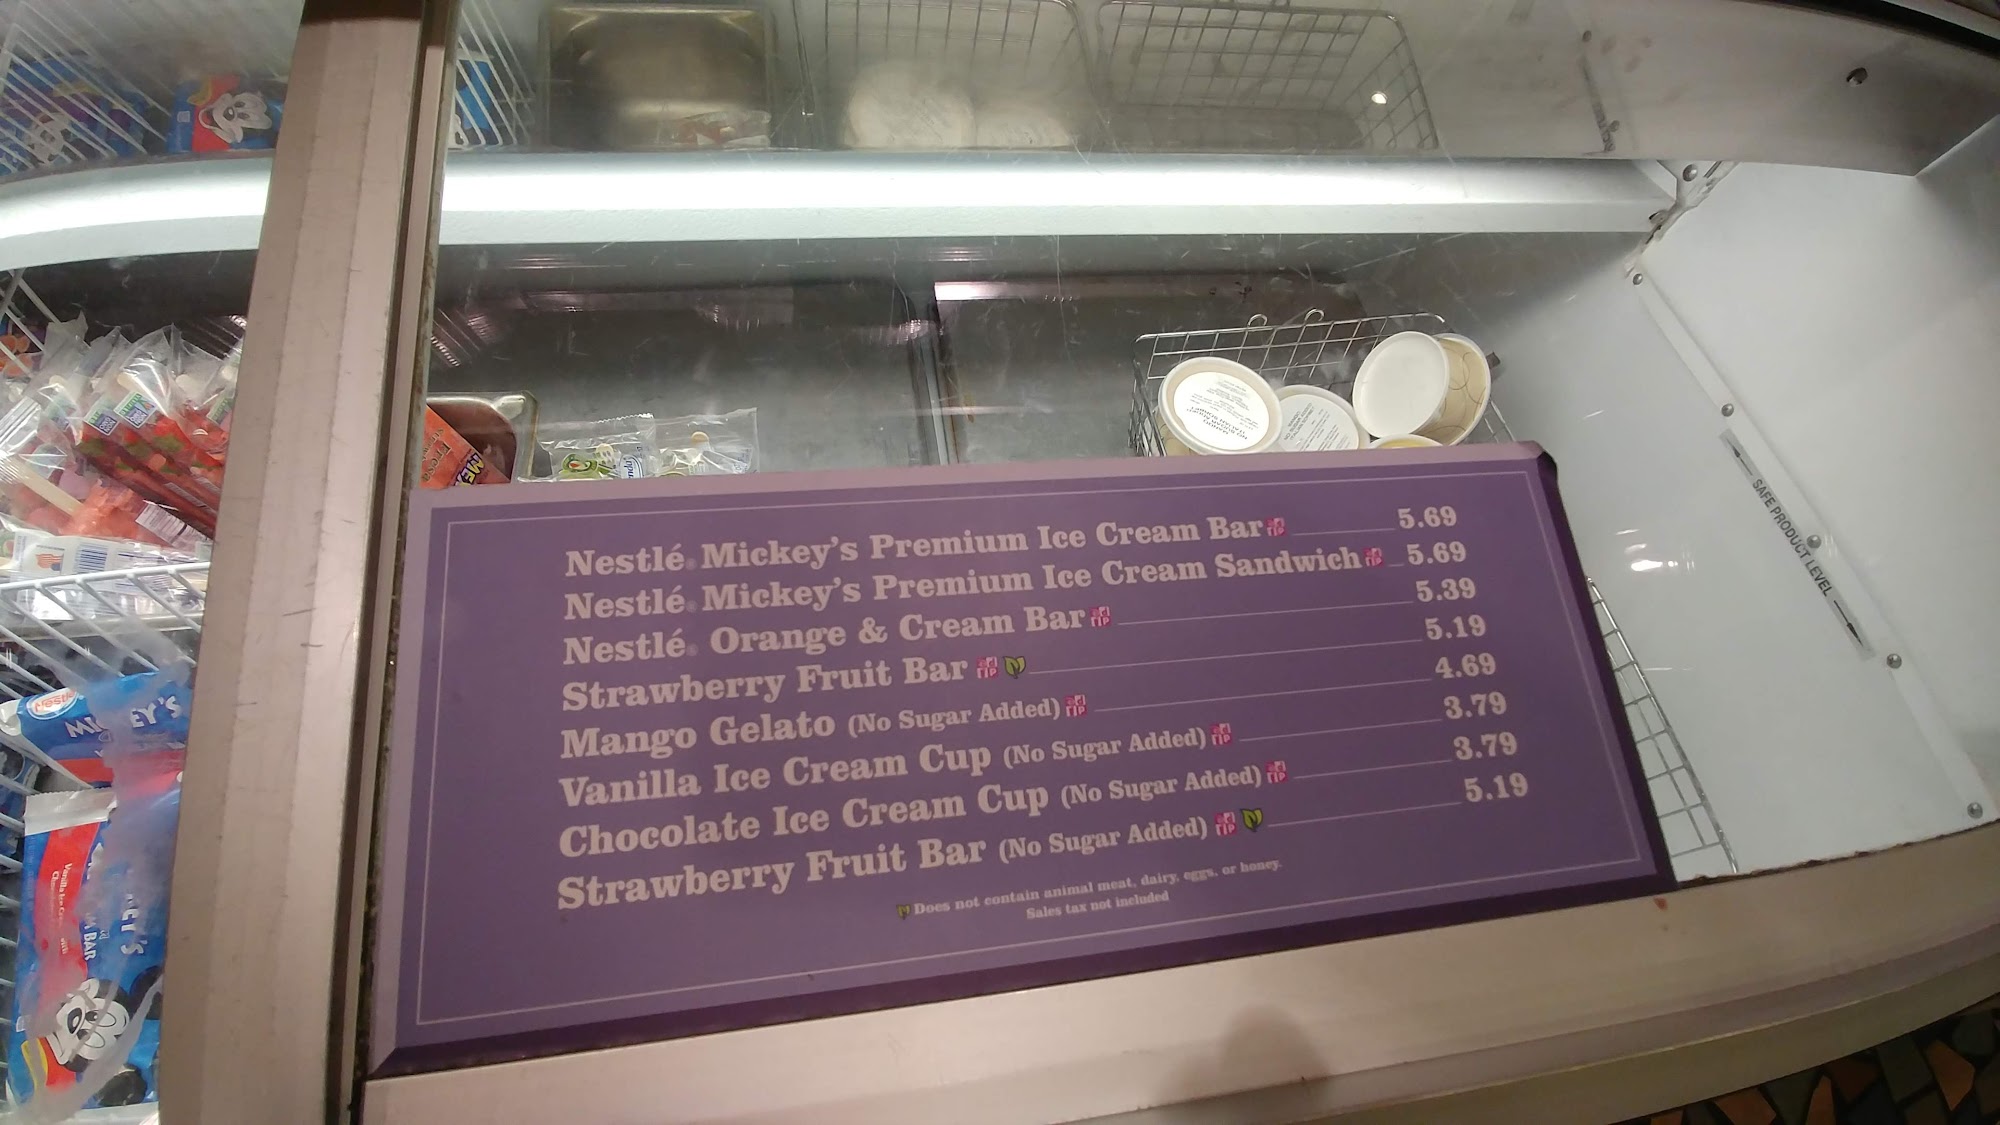 Nestlé® Mickey's Premium Ice Cream Bar 5.69
Nestlé® Mickey's Premium Ice Cream Sandwich 5.69
Nestlé® Orange & Cream Bar 5.39
Strawberry Fruit Bar 5.19
Mango Gelato (No Sugar Added) 4.69
Vanilla Ice Cream Cup (No Sugar Added) 3.79
Chocolate Ice Cream Cup (No Sugar Added) 3.79
Strawberry Fruit Bar (No Sugar Added) 5.19
Does not contain animal meat, dairy, eggs, or honey.
Sales tax not included
SAFE PRODUCT LEVEL
Nestlé
BAR